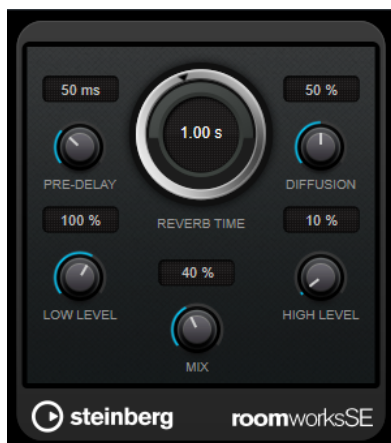 50 ms
1.00 s
50 %
PRE-DELAY
DIFFUSION
100 %
REVERB TIME
10 %
40 %
LOW LEVEL
HIGH LEVEL
MIX
steinberg
roomworksSE